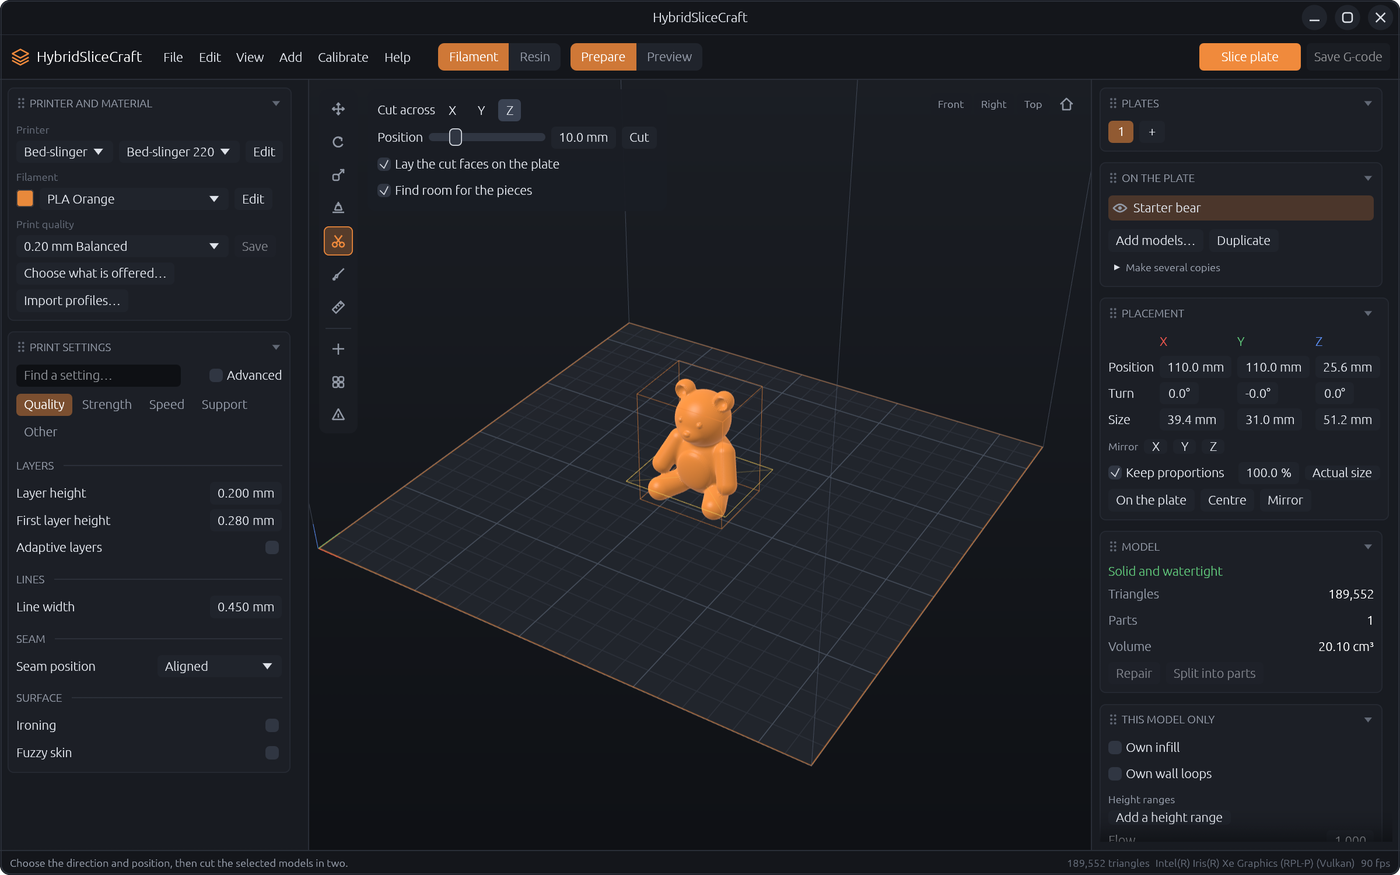 HybridSliceCraft
HybridSliceCraft File Edit View Add Calibrate Help Filament Resin Prepare Preview Slice plate Save G-code
PRINTER AND MATERIAL
Printer
Bed-slinger Bed-slinger 220 Edit
Filament
PLA Orange Edit
Print quality
0.20 mm Balanced Save
Choose what is offered…
Import profiles…
PRINT SETTINGS
Find a setting… Advanced
Quality Strength Speed Support
Other
LAYERS
Layer height 0.200 mm
First layer height 0.280 mm
Adaptive layers
LINES
Line width 0.450 mm
SEAM
Seam position Aligned
SURFACE
Ironing
Fuzzy skin
Cut across X Y Z
Position 10.0 mm Cut
Lay the cut faces on the plate
Find room for the pieces
Front Right Top
PLATES
1 +
ON THE PLATE
Starter bear
Add models… Duplicate
Make several copies
PLACEMENT
X Y Z
Position 110.0 mm 110.0 mm 25.6 mm
Turn 0.0° -0.0° 0.0°
Size 39.4 mm 31.0 mm 51.2 mm
Mirror X Y Z
Keep proportions 100.0 % Actual size
On the plate Centre Mirror
MODEL
Solid and watertight
Triangles 189,552
Parts 1
Volume 20.10 cm³
Repair Split into parts
THIS MODEL ONLY
Own infill
Own wall loops
Height ranges
Add a height range
Flow 1.000
Choose the direction and position, then cut the selected models in two. 189,552 triangles Intel(R) Iris(R) Xe Graphics (RPL-P) (Vulkan) 90 fps